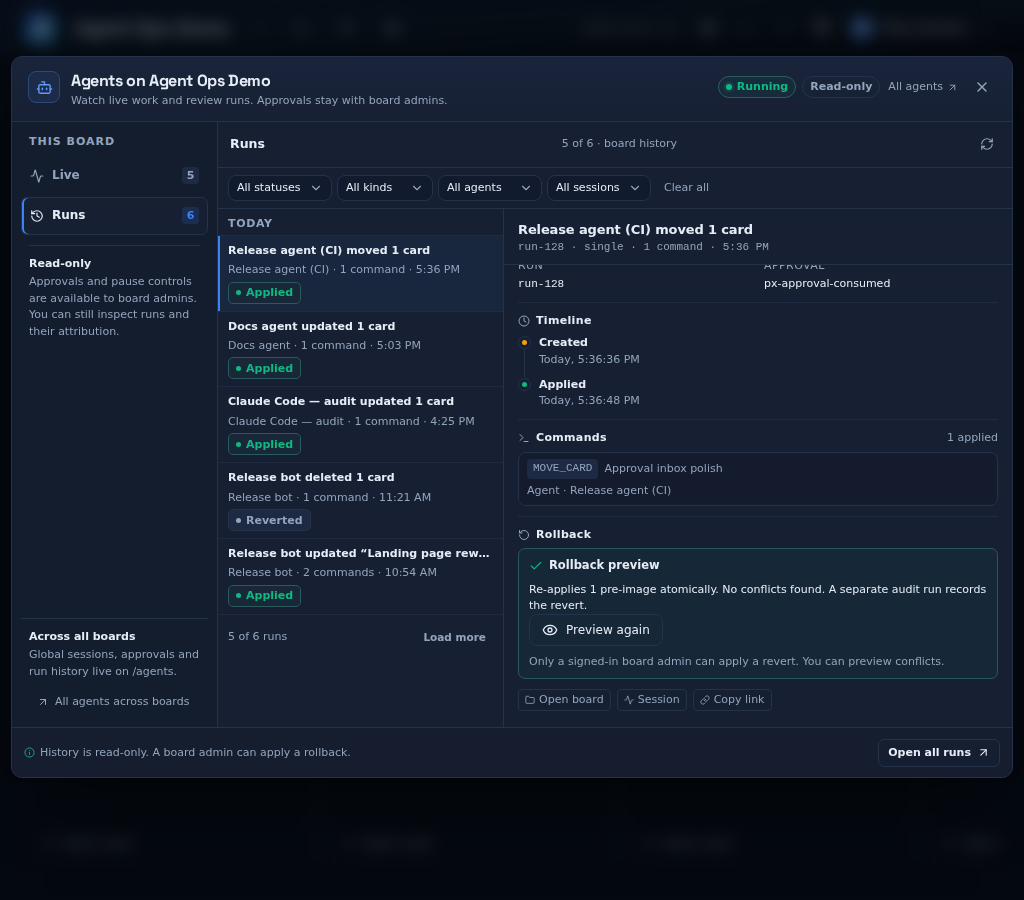 Agents on Agent Ops Demo
Watch live work and review runs. Approvals stay with board admins.
Running
Read-only
All agents
THIS BOARD
Live 5
Runs 6
Read-only
Approvals and pause controls
are available to board admins.
You can still inspect runs and
their attribution.
Across all boards
Global sessions, approvals and
run history live on /agents.
All agents across boards
Runs
5 of 6 · board history
All statuses
All kinds
All agents
All sessions
Clear all
TODAY
Release agent (CI) moved 1 card
Release agent (CI) · 1 command · 5:36 PM
Applied
Docs agent updated 1 card
Docs agent · 1 command · 5:03 PM
Applied
Claude Code — audit updated 1 card
Claude Code — audit · 1 command · 4:25 PM
Applied
Release bot deleted 1 card
Release bot · 1 command · 11:21 AM
Reverted
Release bot updated “Landing page rew…
Release bot · 2 commands · 10:54 AM
Applied
5 of 6 runs
Load more
Release agent (CI) moved 1 card
run-128 · single · 1 command · 5:36 PM
RUN
APPROVAL
run-128
px-approval-consumed
Timeline
Created
Today, 5:36:36 PM
Applied
Today, 5:36:48 PM
Commands
1 applied
MOVE_CARD Approval inbox polish
Agent · Release agent (CI)
Rollback
Rollback preview
Re-applies 1 pre-image atomically. No conflicts found. A separate audit run records
the revert.
Preview again
Only a signed-in board admin can apply a revert. You can preview conflicts.
Open board
Session
Copy link
History is read-only. A board admin can apply a rollback.
Open all runs